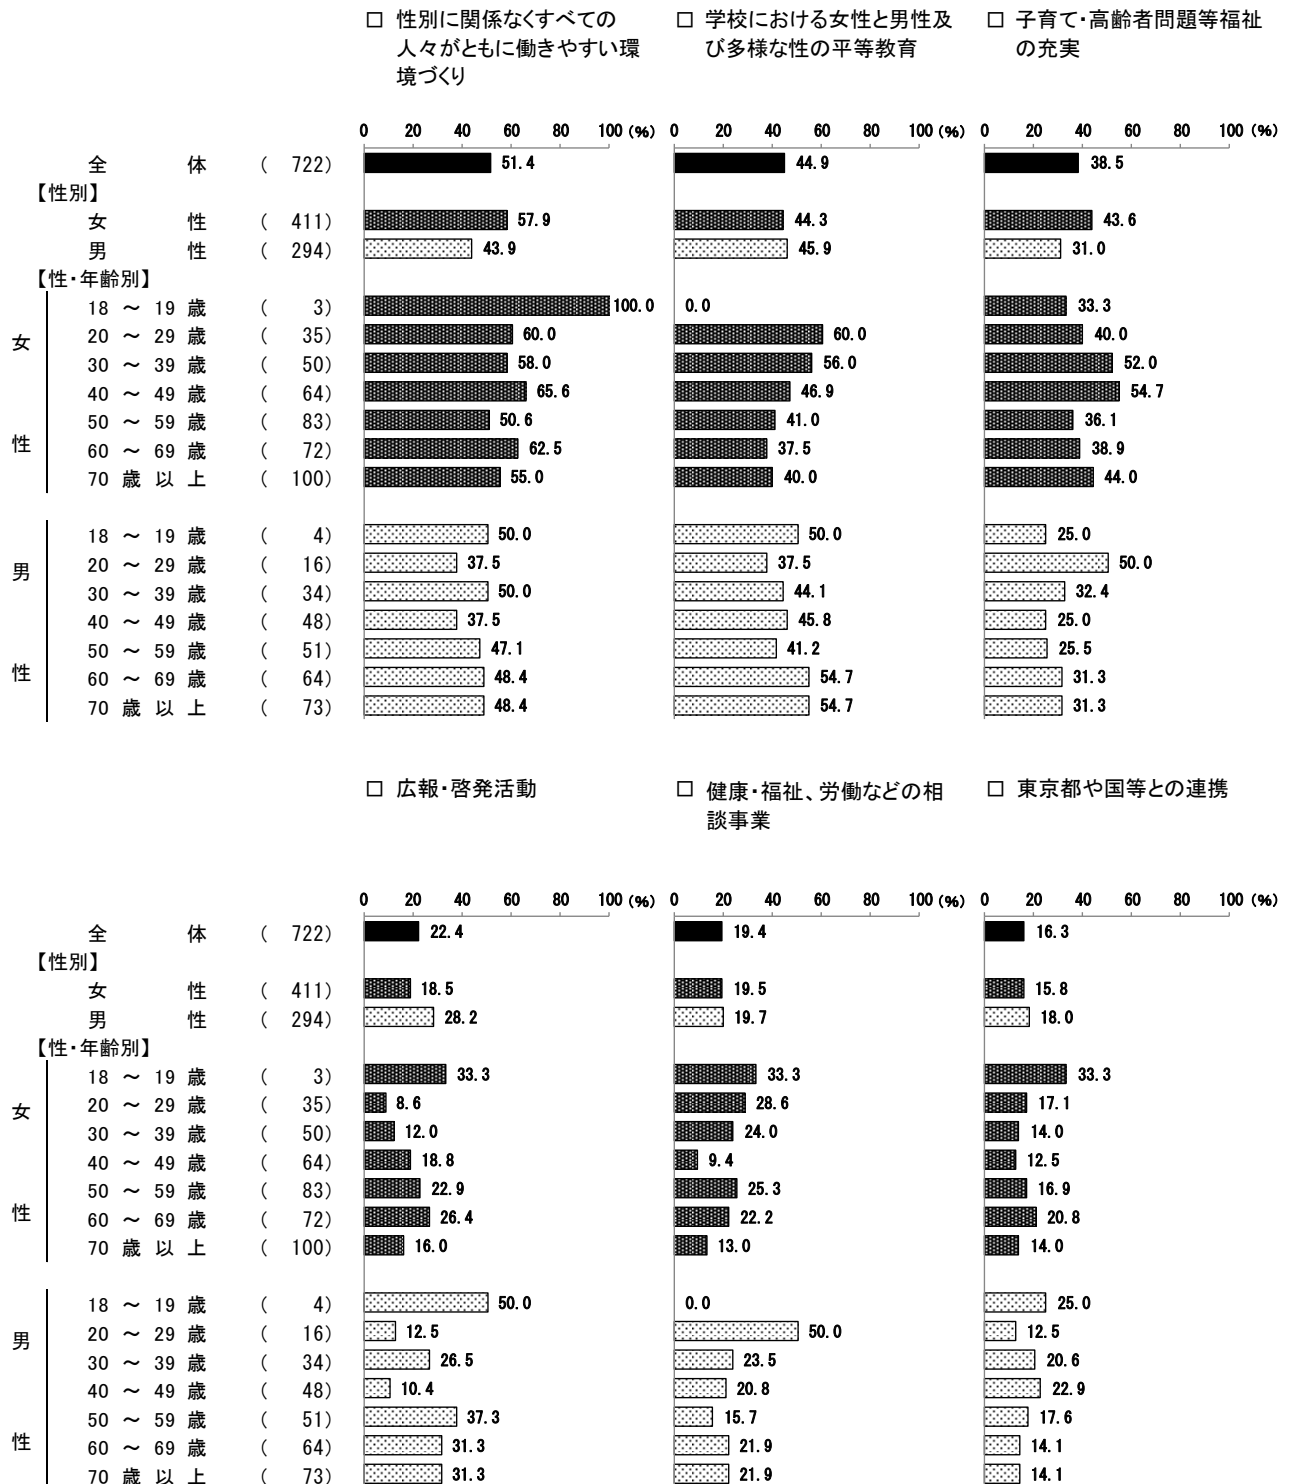 □ 性別に関係なくすべての
人々がともに働きやすい環
境づくり
□ 学校における女性と男性及
び多様な性の平等教育
□ 子育て・高齢者問題等福祉
の充実
0 20 40 60 80 100 (%) 0 20 40 60 80 100 (%) 0 20 40 60 80 100 (%)
全体 ( 722) 51.4 44.9 38.5
【性別】
女性 ( 411) 57.9 44.3 43.6
男性 ( 294) 43.9 45.9 31.0
【性・年齢別】
女性
18 ～ 19 歳 ( 3) 100.0 0.0 33.3
20 ～ 29 歳 ( 35) 60.0 60.0 40.0
30 ～ 39 歳 ( 50) 58.0 56.0 52.0
40 ～ 49 歳 ( 64) 65.6 46.9 54.7
50 ～ 59 歳 ( 83) 50.6 41.0 36.1
60 ～ 69 歳 ( 72) 62.5 37.5 38.9
70 歳 以 上 ( 100) 55.0 40.0 44.0
男性
18 ～ 19 歳 ( 4) 50.0 50.0 25.0
20 ～ 29 歳 ( 16) 37.5 37.5 50.0
30 ～ 39 歳 ( 34) 50.0 44.1 32.4
40 ～ 49 歳 ( 48) 37.5 45.8 25.0
50 ～ 59 歳 ( 51) 47.1 41.2 25.5
60 ～ 69 歳 ( 64) 48.4 54.7 31.3
70 歳 以 上 ( 73) 48.4 54.7 31.3
□ 広報・啓発活動
□ 健康・福祉、労働などの相
談事業
□ 東京都や国等との連携
0 20 40 60 80 100 (%) 0 20 40 60 80 100 (%) 0 20 40 60 80 100 (%)
全体 ( 722) 22.4 19.4 16.3
【性別】
女性 ( 411) 18.5 19.5 15.8
男性 ( 294) 28.2 19.7 18.0
【性・年齢別】
女性
18 ～ 19 歳 ( 3) 33.3 33.3 33.3
20 ～ 29 歳 ( 35) 8.6 28.6 17.1
30 ～ 39 歳 ( 50) 12.0 24.0 14.0
40 ～ 49 歳 ( 64) 18.8 9.4 12.5
50 ～ 59 歳 ( 83) 22.9 25.3 16.9
60 ～ 69 歳 ( 72) 26.4 22.2 20.8
70 歳 以 上 ( 100) 16.0 13.0 14.0
男性
18 ～ 19 歳 ( 4) 50.0 0.0 25.0
20 ～ 29 歳 ( 16) 12.5 50.0 12.5
30 ～ 39 歳 ( 34) 26.5 23.5 20.6
40 ～ 49 歳 ( 48) 10.4 20.8 22.9
50 ～ 59 歳 ( 51) 37.3 15.7 17.6
60 ～ 69 歳 ( 64) 31.3 21.9 14.1
70 歳 以 上 ( 73) 31.3 21.9 14.1